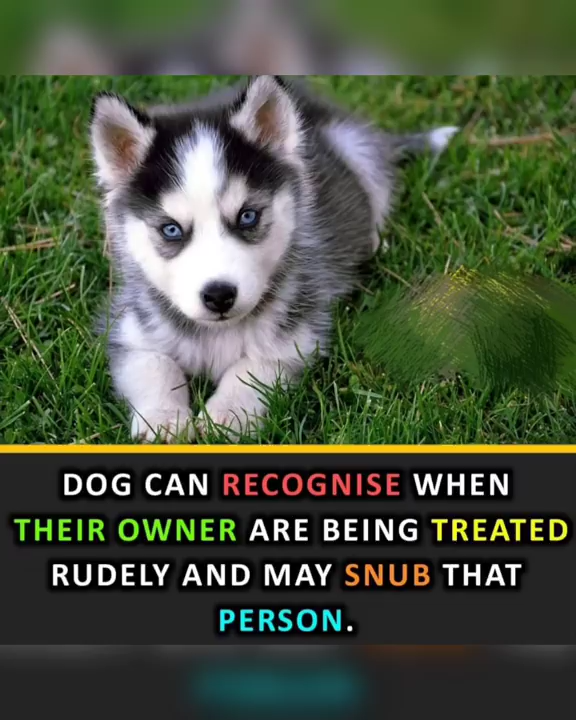 DOG CAN RECOGNISE WHEN
THEIR OWNER ARE BEING TREATED
RUDELY AND MAY SNUB THAT
PERSON.